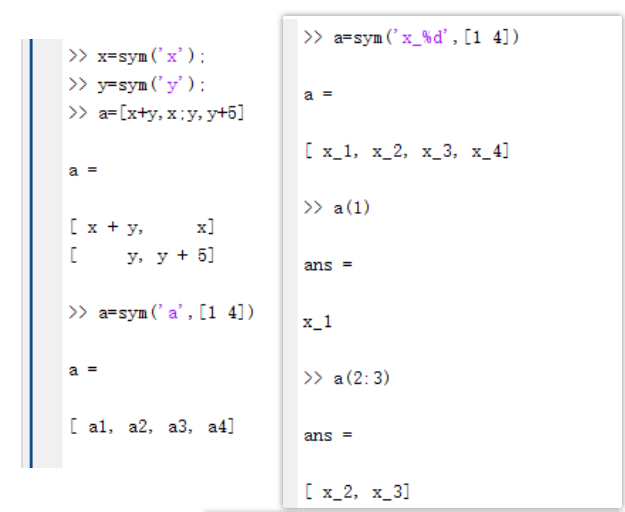 >> x=sym('x');
>> y=sym('y');
>> a=[x+y,x;y,y+5]
a =
[ x + y,     x]
[     y, y + 5]
>> a=sym('a',[1 4])
a =
[ a1, a2, a3, a4]
>> a=sym('x_%d',[1 4])
a =
[ x_1, x_2, x_3, x_4]
>> a(1)
ans =
x_1
>> a(2:3)
ans =
[ x_2, x_3]